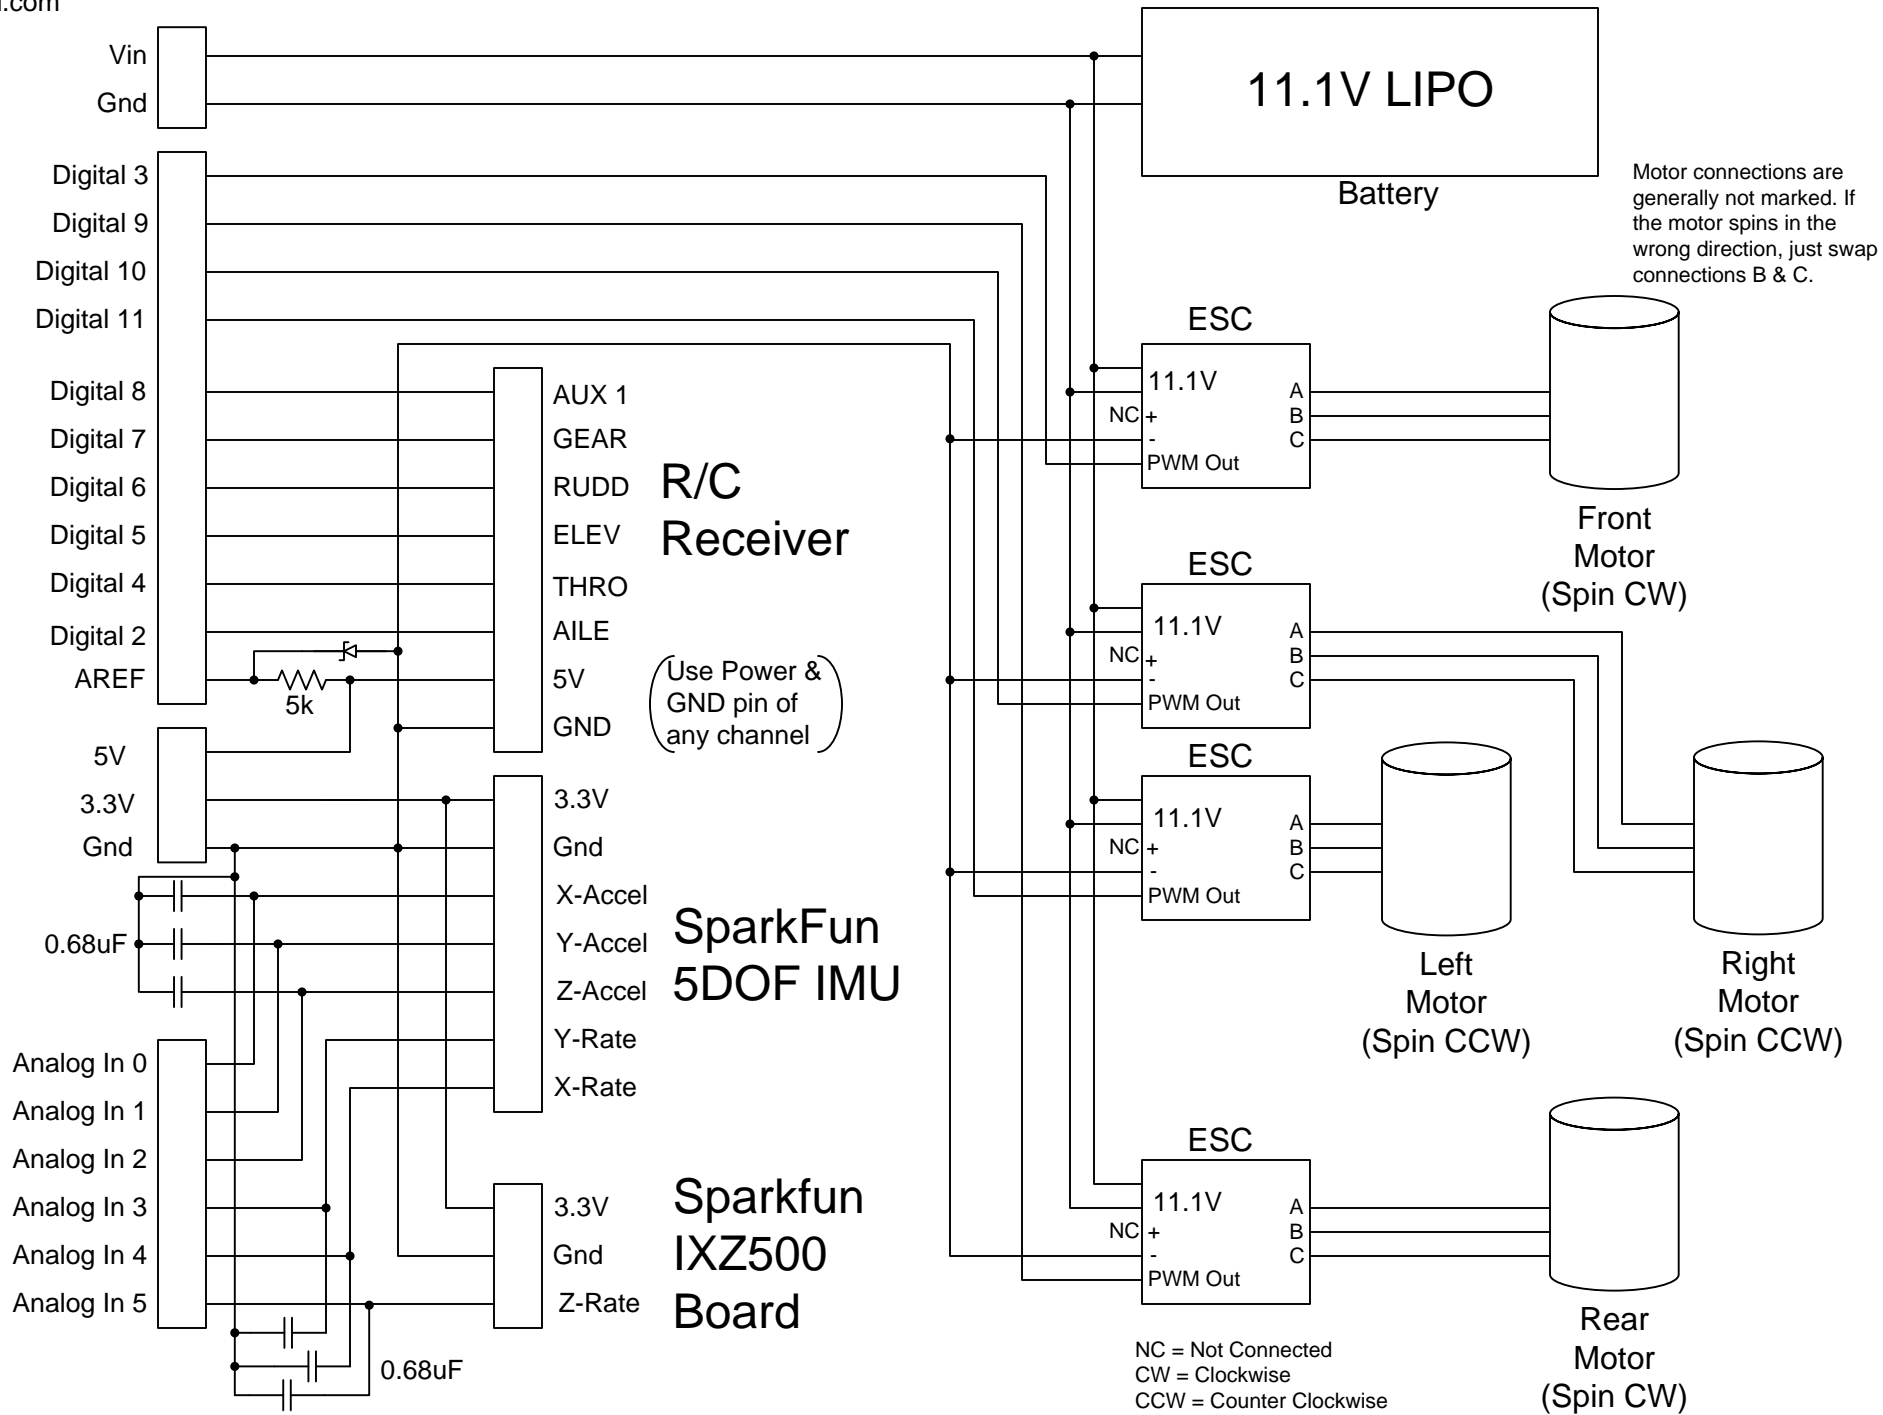 Vin
Gnd
11.1V LIPO
Battery
Motor connections are
generally not marked. If
the motor spins in the
wrong direction, just swap
connections B & C.
Digital 3
Digital 9
Digital 10
Digital 11
Digital 8
Digital 7
Digital 6
Digital 5
Digital 4
Digital 2
AREF
5k
AUX 1
GEAR
RUDD
ELEV
THRO
AILE
5V
GND
R/C
Receiver
(Use Power &
GND pin of
any channel)
5V
3.3V
Gnd
0.68uF
3.3V
Gnd
X-Accel
Y-Accel
Z-Accel
Y-Rate
X-Rate
SparkFun
5DOF IMU
Analog In 0
Analog In 1
Analog In 2
Analog In 3
Analog In 4
Analog In 5
3.3V
Gnd
Z-Rate
Sparkfun
IXZ500
Board
0.68uF
ESC
11.1V
NC +
-
PWM Out
A
B
C
Front
Motor
(Spin CW)
ESC
11.1V
NC +
-
PWM Out
A
B
C
Right
Motor
(Spin CCW)
ESC
11.1V
NC +
-
PWM Out
A
B
C
Left
Motor
(Spin CCW)
ESC
11.1V
NC +
-
PWM Out
A
B
C
Rear
Motor
(Spin CW)
NC = Not Connected
CW = Clockwise
CCW = Counter Clockwise